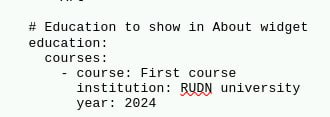 # Education to show in About widget
education:
  courses:
    - course: First course
      institution: RUDN university
      year: 2024